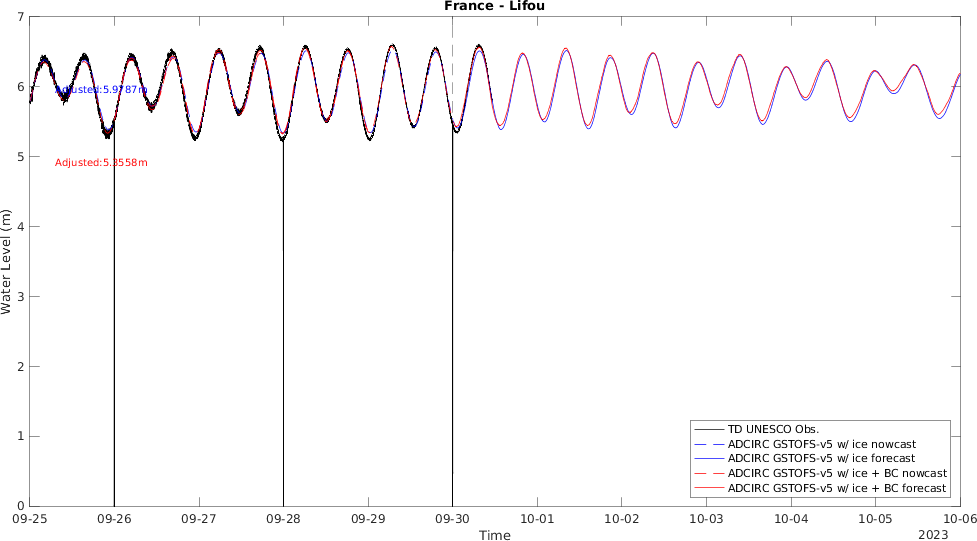 France - Lifou
7
6
5
4
3
2
1
0
Water Level (m)
Adjusted:5.9787m
Adjusted:5.3558m
TD UNESCO Obs.
ADCIRC GSTOFS-v5 w/ ice nowcast
ADCIRC GSTOFS-v5 w/ ice forecast
ADCIRC GSTOFS-v5 w/ ice + BC nowcast
ADCIRC GSTOFS-v5 w/ ice + BC forecast
09-25 09-26 09-27 09-28 09-29 09-30 10-01 10-02 10-03 10-04 10-05 10-06
Time
2023